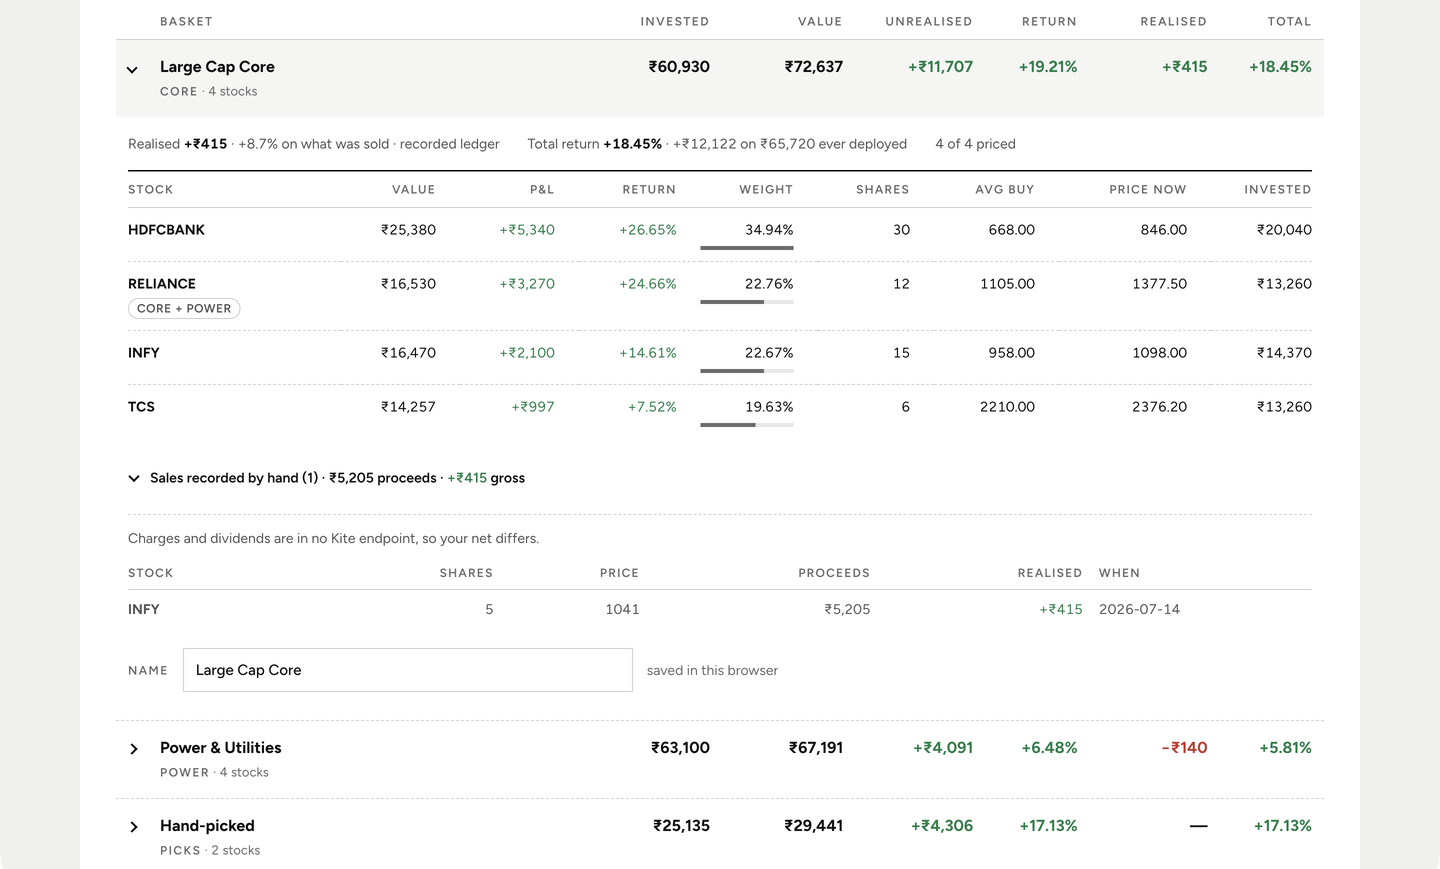 BASKET INVESTED VALUE UNREALISED RETURN REALISED TOTAL
Large Cap Core ₹60,930 ₹72,637 +₹11,707 +19.21% +₹415 +18.45%
CORE · 4 stocks
Realised +₹415 · +8.7% on what was sold · recorded ledger Total return +18.45% · +₹12,122 on ₹65,720 ever deployed 4 of 4 priced
STOCK VALUE P&L RETURN WEIGHT SHARES AVG BUY PRICE NOW INVESTED
HDFCBANK ₹25,380 +₹5,340 +26.65% 34.94% 30 668.00 846.00 ₹20,040
RELIANCE ₹16,530 +₹3,270 +24.66% 22.76% 12 1105.00 1377.50 ₹13,260
CORE + POWER
INFY ₹16,470 +₹2,100 +14.61% 22.67% 15 958.00 1098.00 ₹14,370
TCS ₹14,257 +₹997 +7.52% 19.63% 6 2210.00 2376.20 ₹13,260
Sales recorded by hand (1) · ₹5,205 proceeds · +₹415 gross
Charges and dividends are in no Kite endpoint, so your net differs.
STOCK SHARES PRICE PROCEEDS REALISED WHEN
INFY 5 1041 ₹5,205 +₹415 2026-07-14
NAME Large Cap Core saved in this browser
Power & Utilities ₹63,100 ₹67,191 +₹4,091 +6.48% −₹140 +5.81%
POWER · 4 stocks
Hand-picked ₹25,135 ₹29,441 +₹4,306 +17.13% — +17.13%
PICKS · 2 stocks